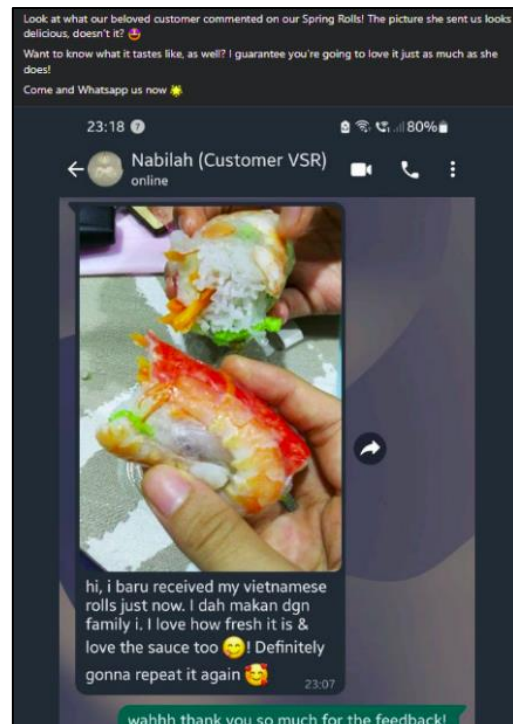 Look at what our beloved customer commented on our Spring Rolls! The picture she sent us looks
delicious, doesn't it? 🤩
Want to know what it tastes like, as well? I guarantee you're going to love it just as much as she
does!
Come and Whatsapp us now 🌟
23:18 7 80%
Nabilah (Customer VSR)
online
hi, i baru received my vietnamese
rolls just now. I dah makan dgn
family i. I love how fresh it is &
love the sauce too 😋! Definitely
gonna repeat it again 🥰
23:07
wahhh thank you so much for the feedback!